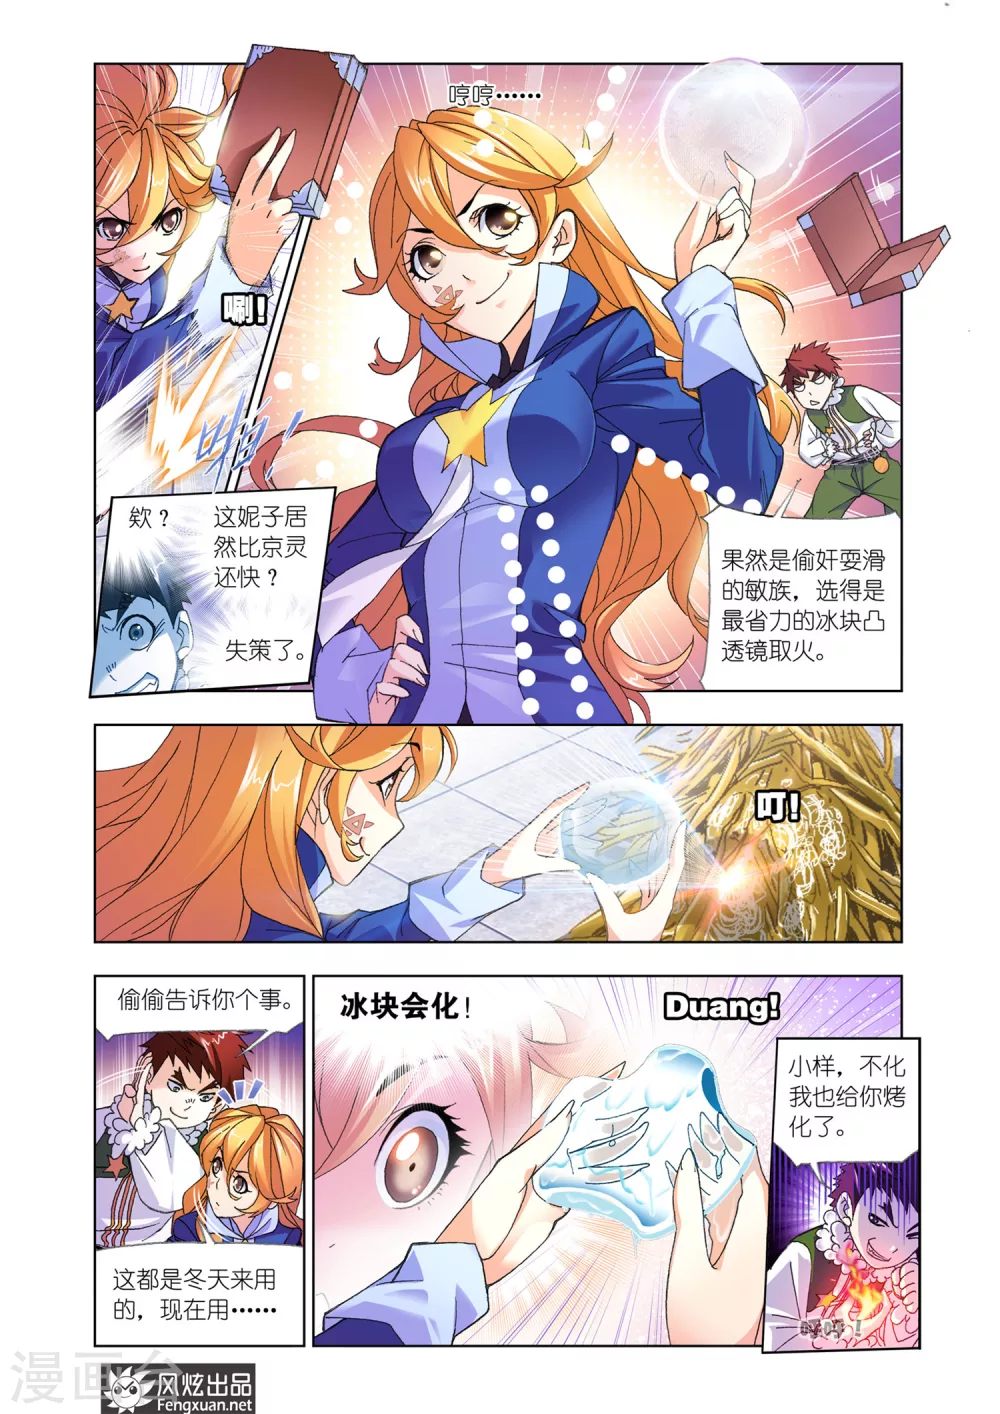 哼哼……
唰！
啪！
欸？
这妮子居
然比京灵
还快？
失策了。
果然是偷奸耍滑
的敏族，选得是
最省力的冰块凸
透镜取火。
叮！
偷偷告诉你个事。
这都是冬天来用
的，现在用……
冰块会化！
Duang!
小样，不化
我也给你烤
化了。
呼呼！
漫画台
风炫出品
Fengxuan.net